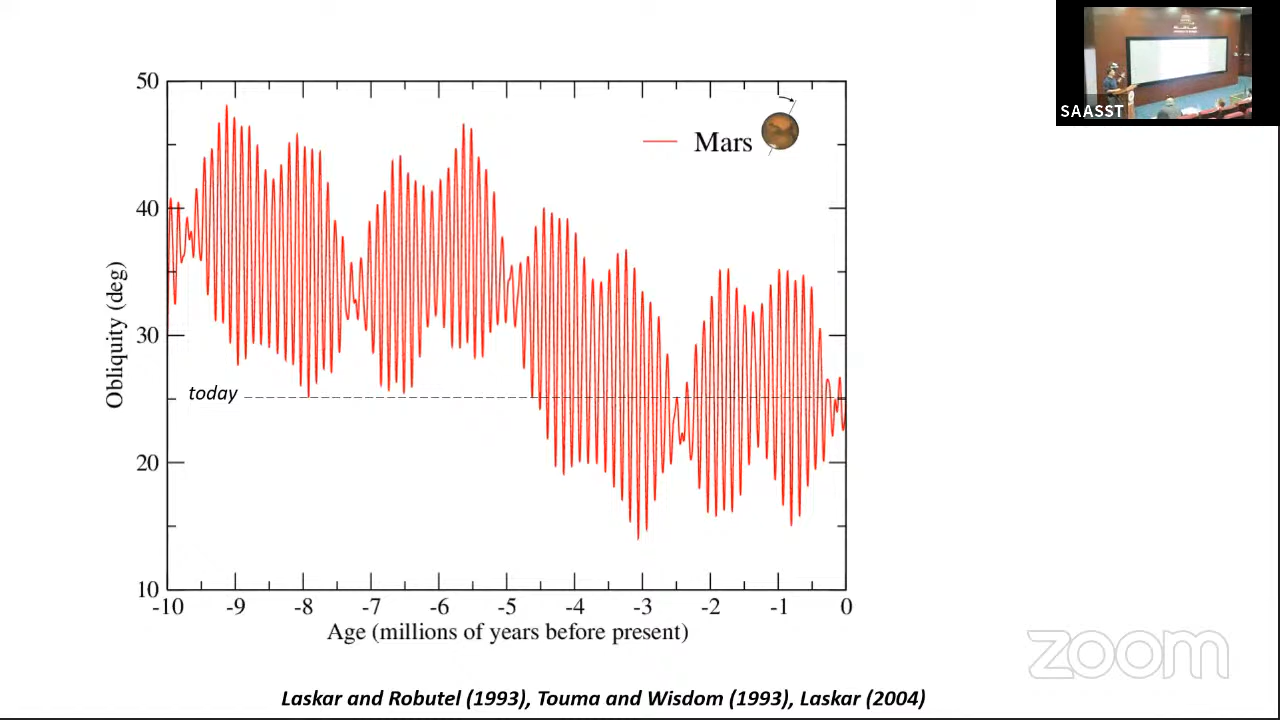 SAASST
50
40
30
20
10
Obliquity (deg)
Mars
today
-10 -9 -8 -7 -6 -5 -4 -3 -2 -1 0
Age (millions of years before present)
zoom
Laskar and Robutel (1993), Touma and Wisdom (1993), Laskar (2004)